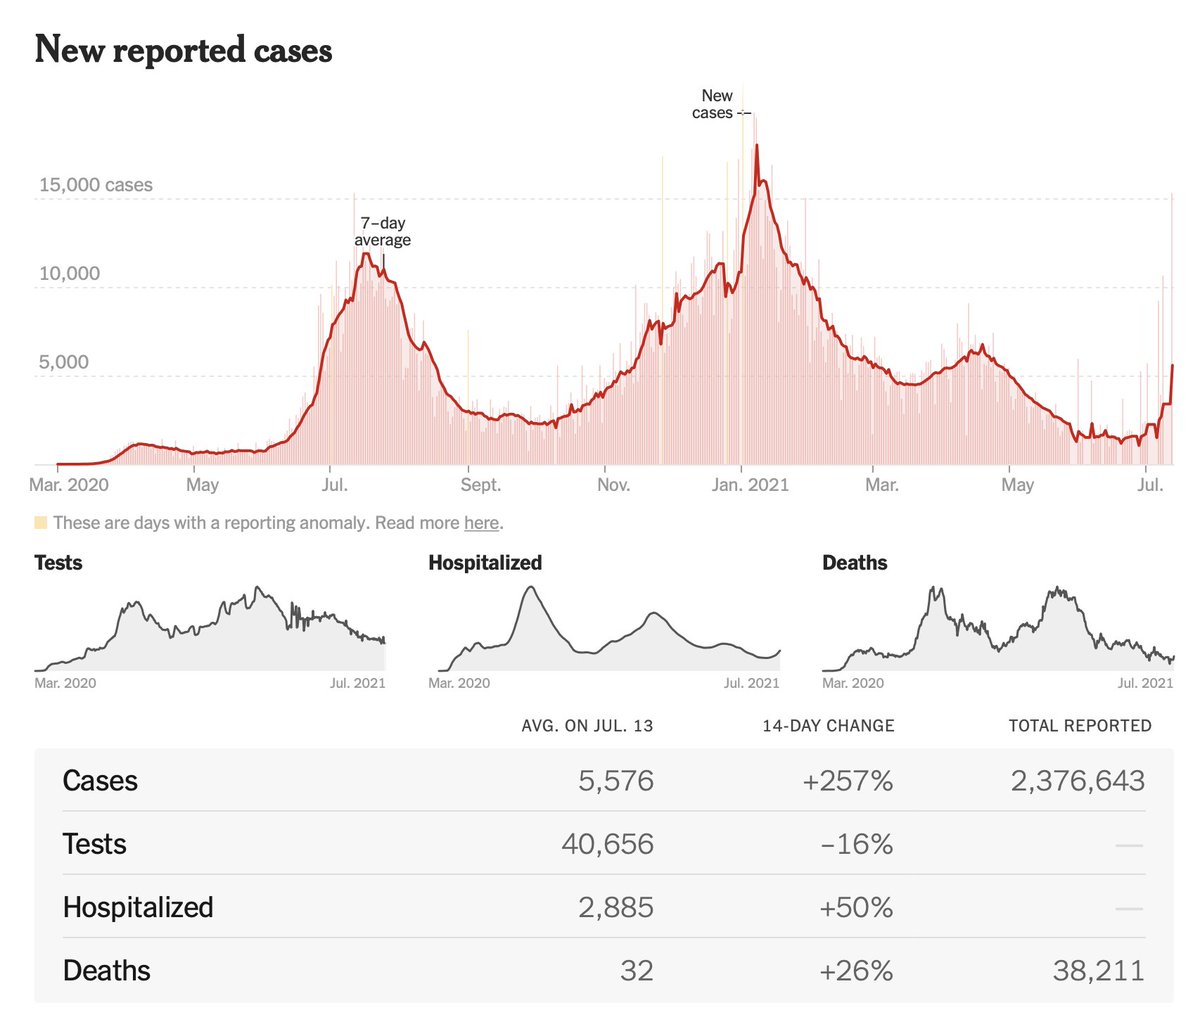 New reported cases
New
cases
15,000 cases
7–day
average
10,000
5,000
Mar. 2020 May Jul. Sept. Nov. Jan. 2021 Mar. May Jul.
These are days with a reporting anomaly. Read more here.
Tests Hospitalized Deaths
Mar. 2020 Jul. 2021 Mar. 2020 Jul. 2021 Mar. 2020 Jul. 2021
AVG. ON JUL. 13 14-DAY CHANGE TOTAL REPORTED
Cases 5,576 +257% 2,376,643
Tests 40,656 –16% —
Hospitalized 2,885 +50% —
Deaths 32 +26% 38,211